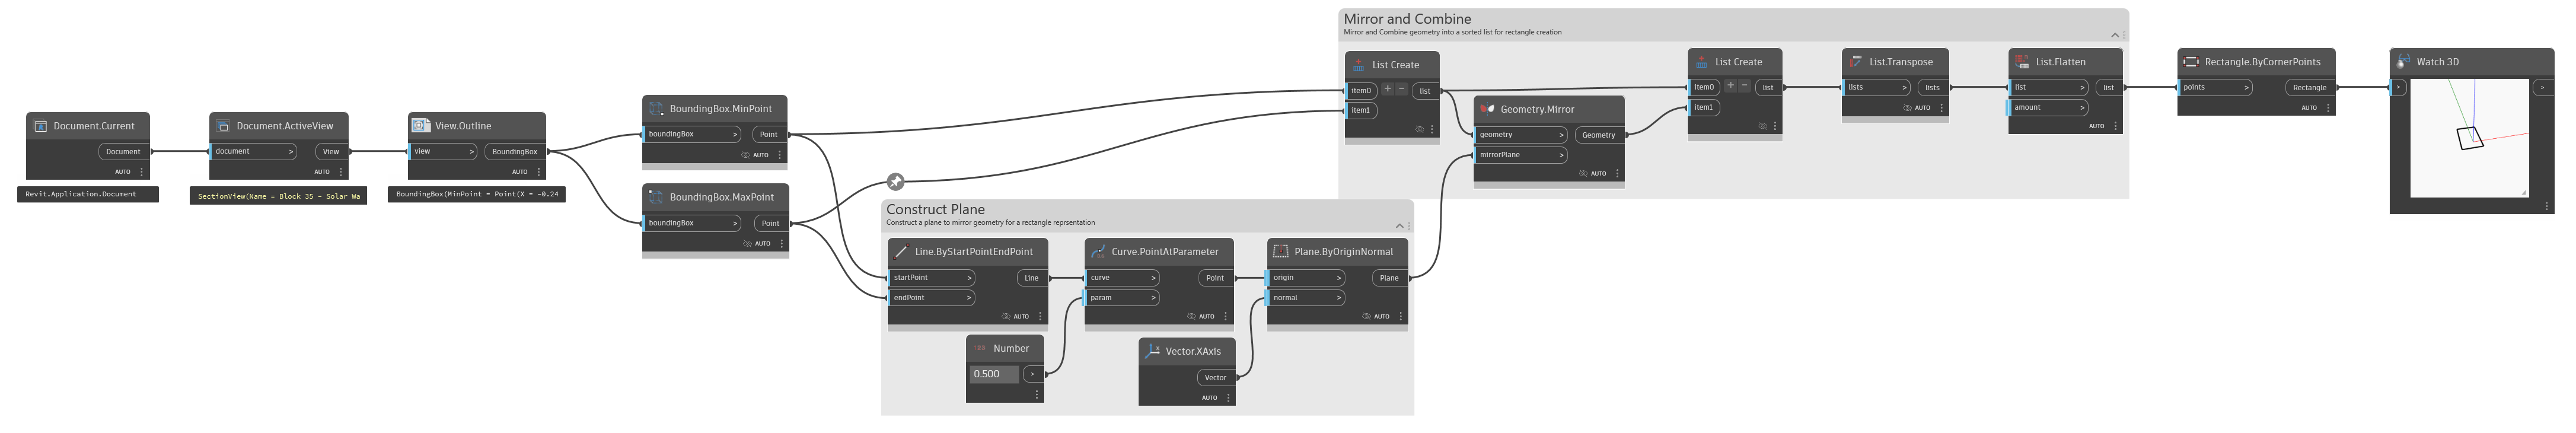 Document.Current
Document
AUTO
Revit.Application.Document
Document.ActiveView
document >
View
AUTO
SectionView(Name = Block 35 - Solar Wa
View.Outline
view >
BoundingBox
AUTO
BoundingBox(MinPoint = Point(X = -0.24
BoundingBox.MinPoint
boundingBox >
Point
AUTO
BoundingBox.MaxPoint
boundingBox >
Point
AUTO
Construct Plane
Construct a plane to mirror geometry for a rectangle reprsentation
Line.ByStartPointEndPoint
startPoint >
Line
endPoint >
AUTO
Number
0.500
>
Curve.PointAtParameter
curve >
Point
param >
AUTO
Vector.XAxis
Vector
AUTO
Plane.ByOriginNormal
origin >
Plane
normal >
AUTO
Mirror and Combine
Mirror and Combine geometry into a sorted list for rectangle creation
List Create
item0 + - list
item1
Geometry.Mirror
geometry >
Geometry
mirrorPlane >
AUTO
List Create
item0 + - list
item1
List.Transpose
lists >
lists
AUTO
List.Flatten
list >
list
amount >
AUTO
Rectangle.ByCornerPoints
points >
Rectangle
AUTO
Watch 3D
>
>